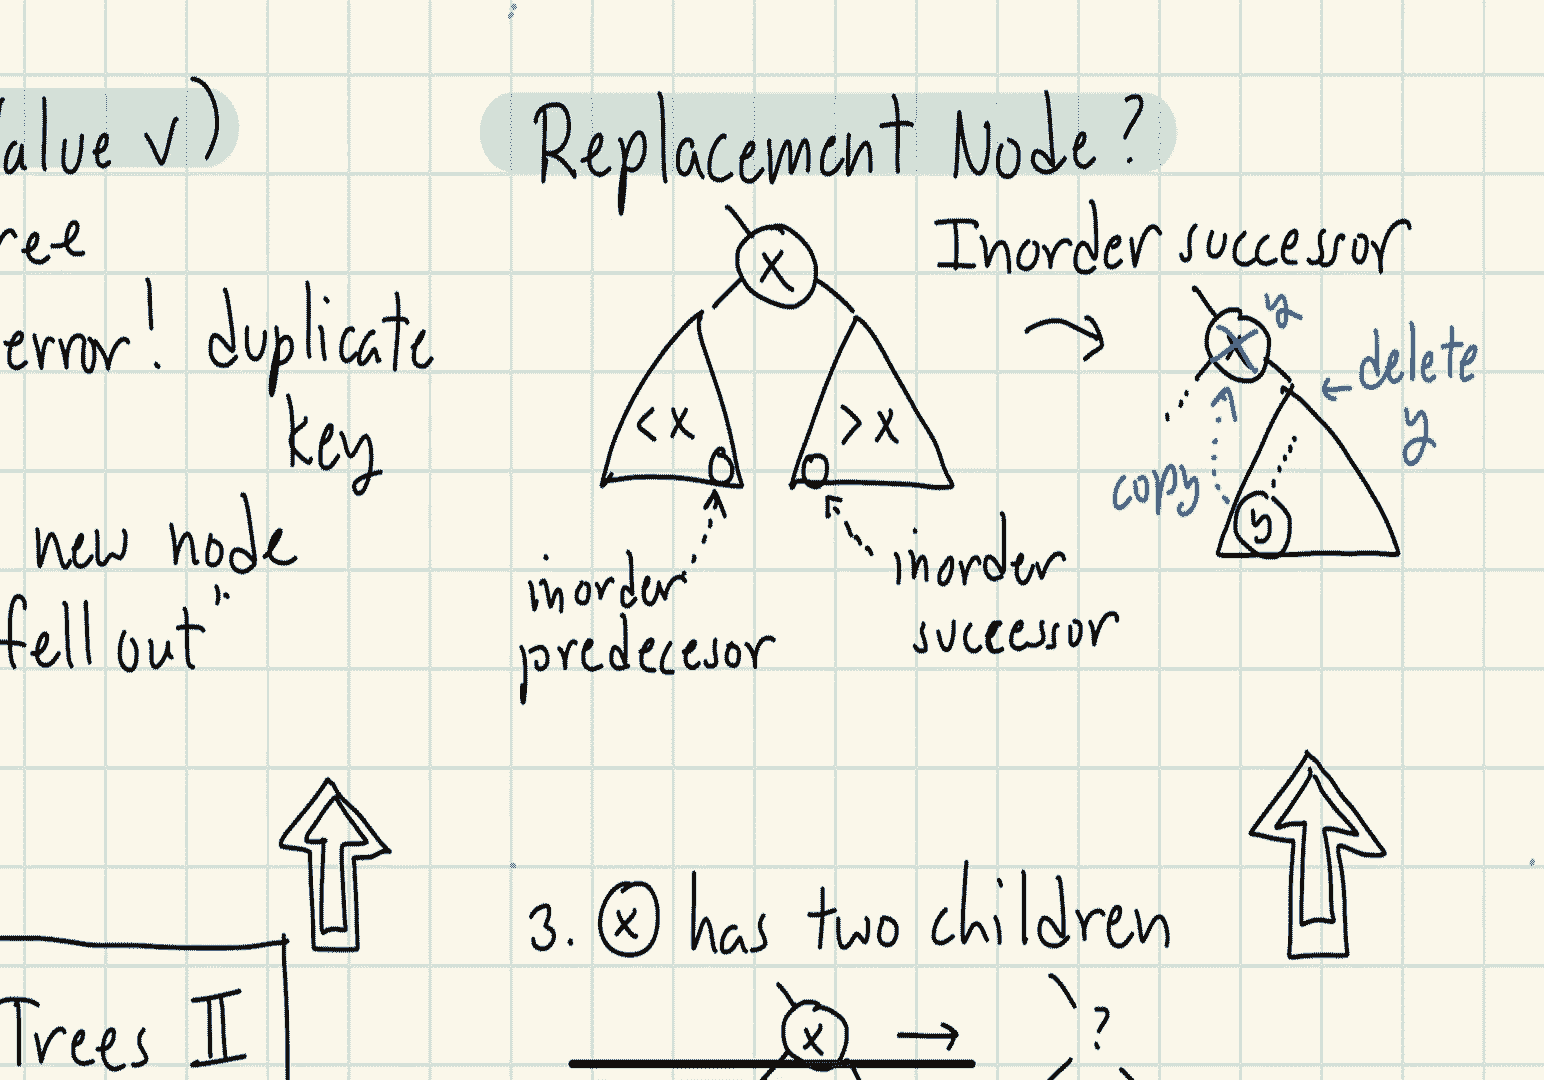 alue v)
ree
error! duplicate
key
new node
fell out"
Trees II
Replacement Node?
x
< x
> x
inorder
predecesor
inorder
successor
Inorder successor
x y
← delete
y
copy
y
3. x has two children
x → ?